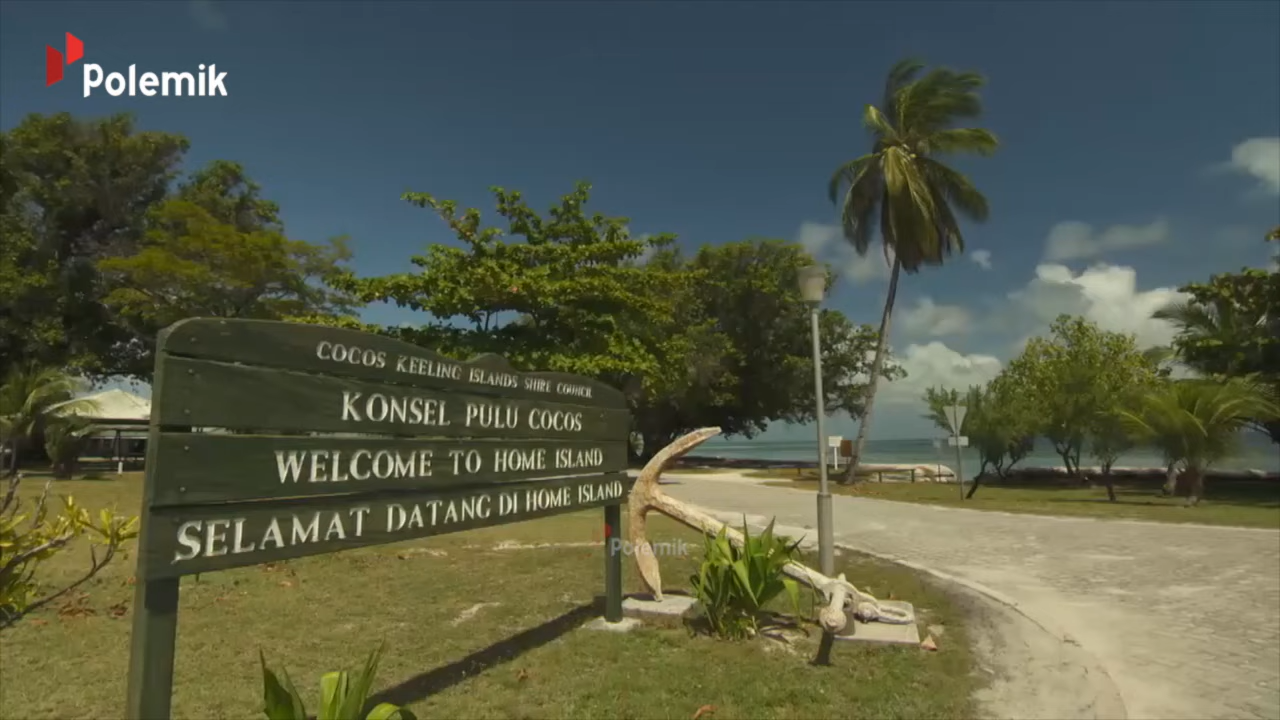 Polemik
COCOS KEELING ISLANDS SHIRE COUNCIL
KONSEL PULU COCOS
WELCOME TO HOME ISLAND
SELAMAT DATANG DI HOME ISLAND
Polemik